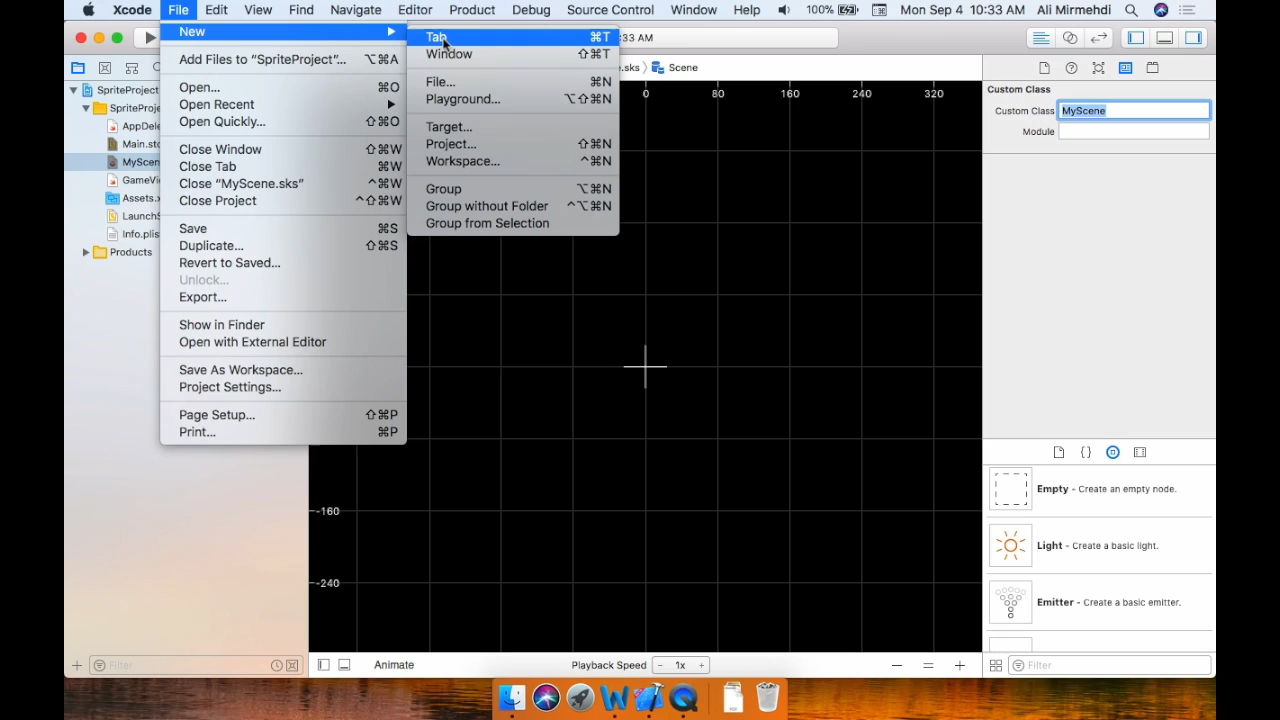 Xcode File Edit View Find Navigate Editor Product Debug Source Control Window Help 100% Mon Sep 4 10:33 AM Ali Mirmehdi
New
Add Files to “SpriteProject”... ⌥⌘A
Open... ⌘O
Open Recent
Open Quickly... ⇧⌘O
Close Window ⇧⌘W
Close Tab ⌘W
Close “MyScene.sks” ^⌘W
Close Project ^⇧⌘W
Save ⌘S
Duplicate... ⇧⌘S
Revert to Saved...
Unlock...
Export...
Show in Finder
Open with External Editor
Save As Workspace...
Project Settings...
Page Setup... ⇧⌘P
Print... ⌘P
Tab ⌘T
Window ⇧⌘T
File... ⌘N
Playground... ⌥⇧⌘N
Target...
Project... ⇧⌘N
Workspace... ^⌘N
Group ⌥⌘N
Group without Folder ^⌥⌘N
Group from Selection
:33 AM
e.sks 〉 Scene
SpriteProject
SpriteProje
AppDele
Main.sto
MyScen
GameVi
Assets.x
LaunchS
Info.plis
Products
0 80 160 240 320
-160
-240
Custom Class
Custom Class MyScene
Module
Empty - Create an empty node.
Light - Create a basic light.
Emitter - Create a basic emitter.
Filter
Animate
Playback Speed − 1x +
Filter